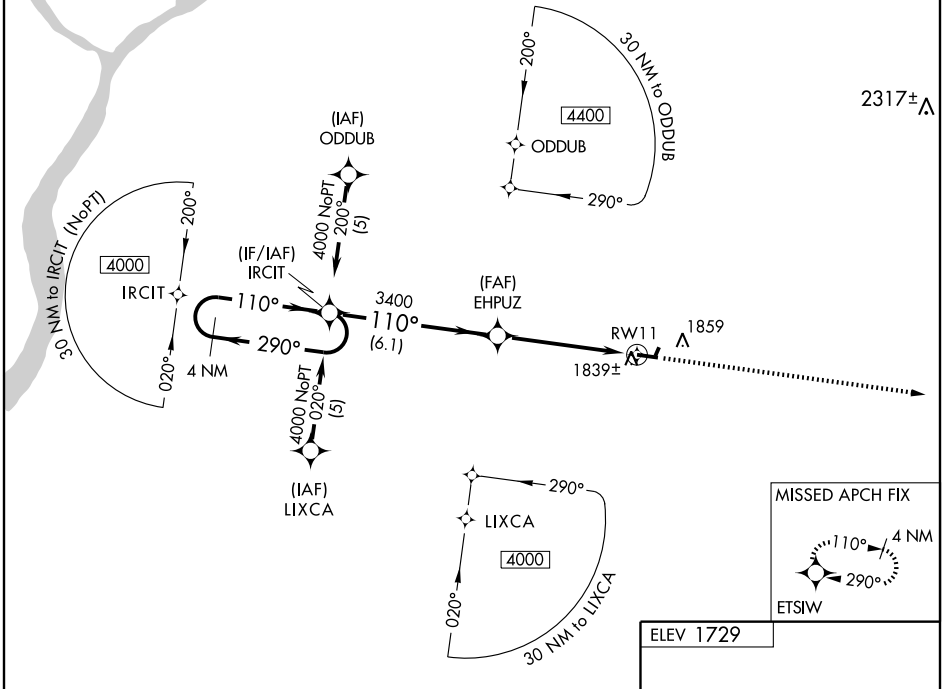 200°
30 NM to ODDUB
4400
ODDUB
290°
2317±
(IAF)
ODDUB
4000 NoPT
200°
(5)
30 NM to IRCIT (NoPT)
200°
4000
IRCIT
020°
(IF/IAF)
IRCIT
110°
290°
4 NM
3400
110°
(6.1)
(FAF)
EHPUZ
RW11
1859
1839±
4000 NoPT
020°
(5)
(IAF)
LIXCA
290°
LIXCA
4000
020°
30 NM to LIXCA
MISSED APCH FIX
4 NM
110°
290°
ETSIW
ELEV 1729